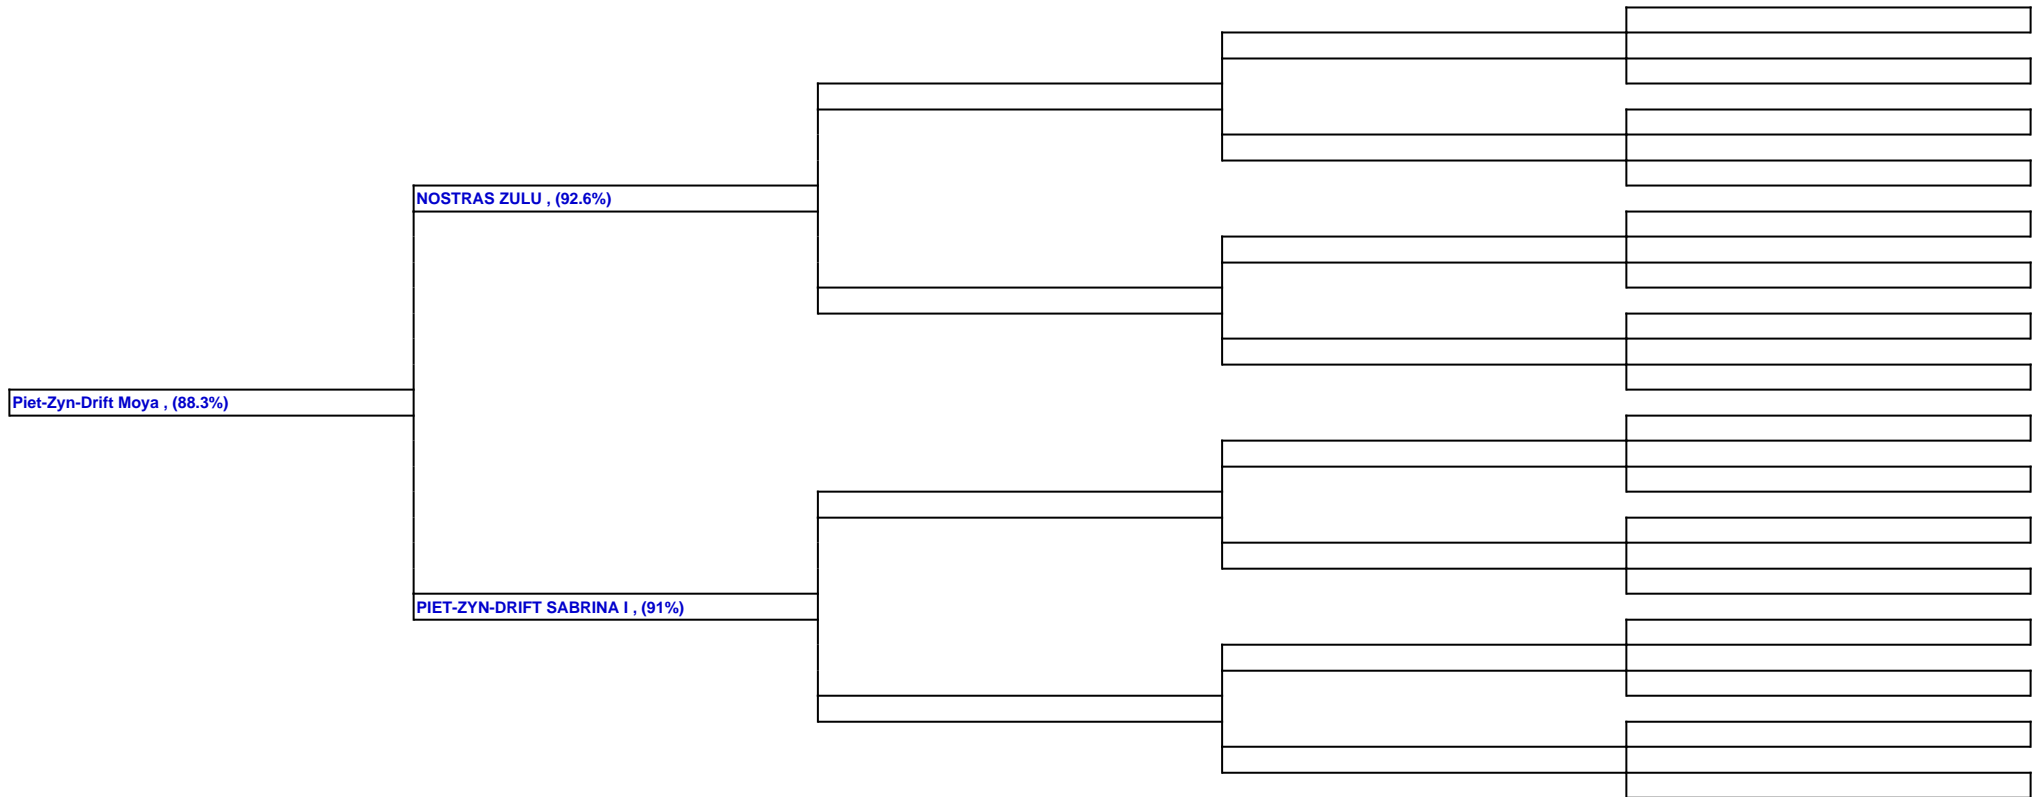 NOSTRAS ZULU , (92.6%)
Piet-Zyn-Drift Moya , (88.3%)
PIET-ZYN-DRIFT SABRINA I , (91%)